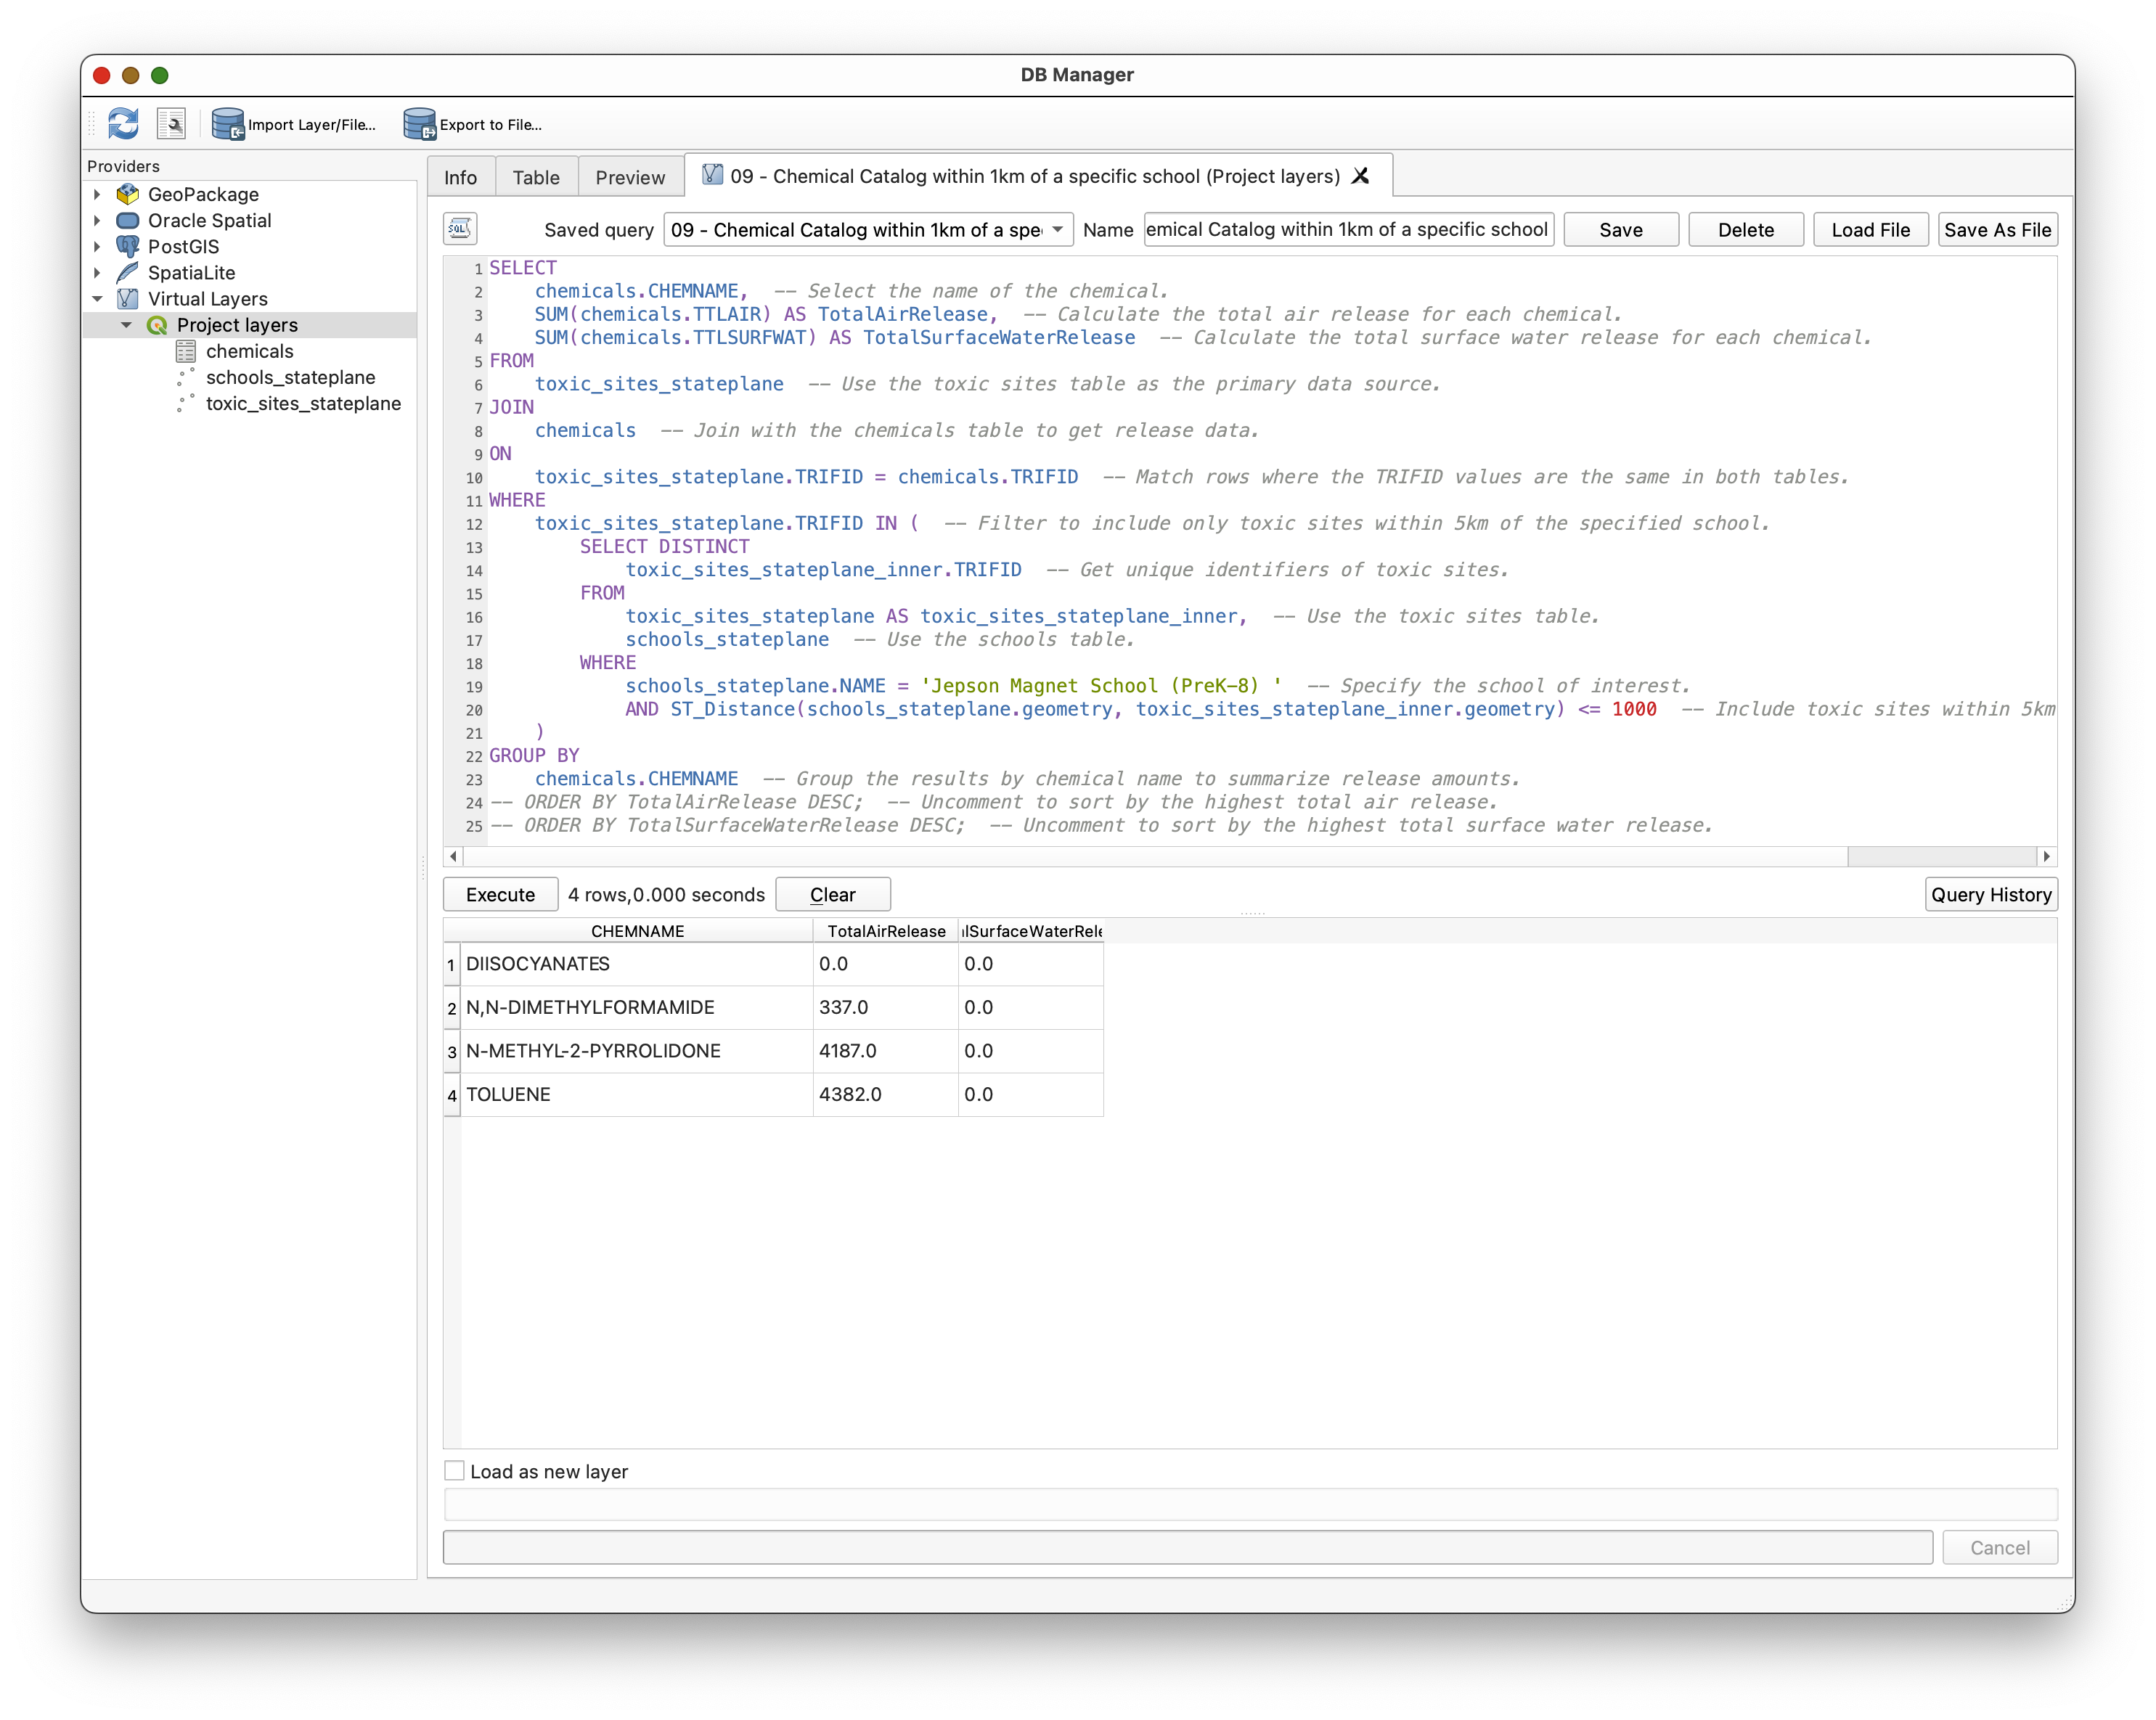 DB Manager
Import Layer/File...
Export to File...
Providers
GeoPackage
Oracle Spatial
PostGIS
SpatiaLite
Virtual Layers
Project layers
chemicals
schools_stateplane
toxic_sites_stateplane
Info
Table
Preview
09 - Chemical Catalog within 1km of a specific school (Project layers)
SQL
Saved query
09 - Chemical Catalog within 1km of a spe
Name
emical Catalog within 1km of a specific school
Save
Delete
Load File
Save As File
1 SELECT
2 chemicals.CHEMNAME, -- Select the name of the chemical.
3 SUM(chemicals.TTLAIR) AS TotalAirRelease, -- Calculate the total air release for each chemical.
4 SUM(chemicals.TTLSURFWAT) AS TotalSurfaceWaterRelease -- Calculate the total surface water release for each chemical.
5 FROM
6 toxic_sites_stateplane -- Use the toxic sites table as the primary data source.
7 JOIN
8 chemicals -- Join with the chemicals table to get release data.
9 ON
10 toxic_sites_stateplane.TRIFID = chemicals.TRIFID -- Match rows where the TRIFID values are the same in both tables.
11 WHERE
12 toxic_sites_stateplane.TRIFID IN ( -- Filter to include only toxic sites within 5km of the specified school.
13 SELECT DISTINCT
14 toxic_sites_stateplane_inner.TRIFID -- Get unique identifiers of toxic sites.
15 FROM
16 toxic_sites_stateplane AS toxic_sites_stateplane_inner, -- Use the toxic sites table.
17 schools_stateplane -- Use the schools table.
18 WHERE
19 schools_stateplane.NAME = 'Jepson Magnet School (PreK-8) ' -- Specify the school of interest.
20 AND ST_Distance(schools_stateplane.geometry, toxic_sites_stateplane_inner.geometry) <= 1000 -- Include toxic sites within 5km
21 )
22 GROUP BY
23 chemicals.CHEMNAME -- Group the results by chemical name to summarize release amounts.
24 -- ORDER BY TotalAirRelease DESC; -- Uncomment to sort by the highest total air release.
25 -- ORDER BY TotalSurfaceWaterRelease DESC; -- Uncomment to sort by the highest total surface water release.
Execute
4 rows,0.000 seconds
Clear
Query History
CHEMNAME TotalAirRelease lSurfaceWaterRele
1 DIISOCYANATES 0.0 0.0
2 N,N-DIMETHYLFORMAMIDE 337.0 0.0
3 N-METHYL-2-PYRROLIDONE 4187.0 0.0
4 TOLUENE 4382.0 0.0
Load as new layer
Cancel